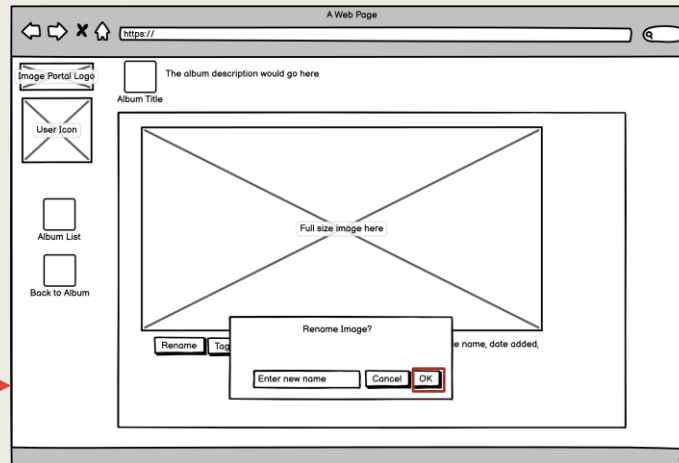 A Web Page
https://
Image Portal Logo
The album description would go here
Album Title
User Icon
Full size image here
Album List
Back to Album
Rename Image?
Rename
Tag
name, date added,
Enter new name
Cancel
OK